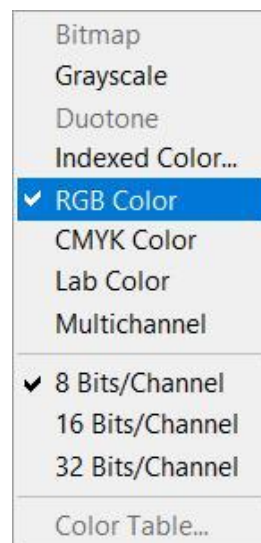 Bitmap
Grayscale
Duotone
Indexed Color...
RGB Color
CMYK Color
Lab Color
Multichannel
8 Bits/Channel
16 Bits/Channel
32 Bits/Channel
Color Table...